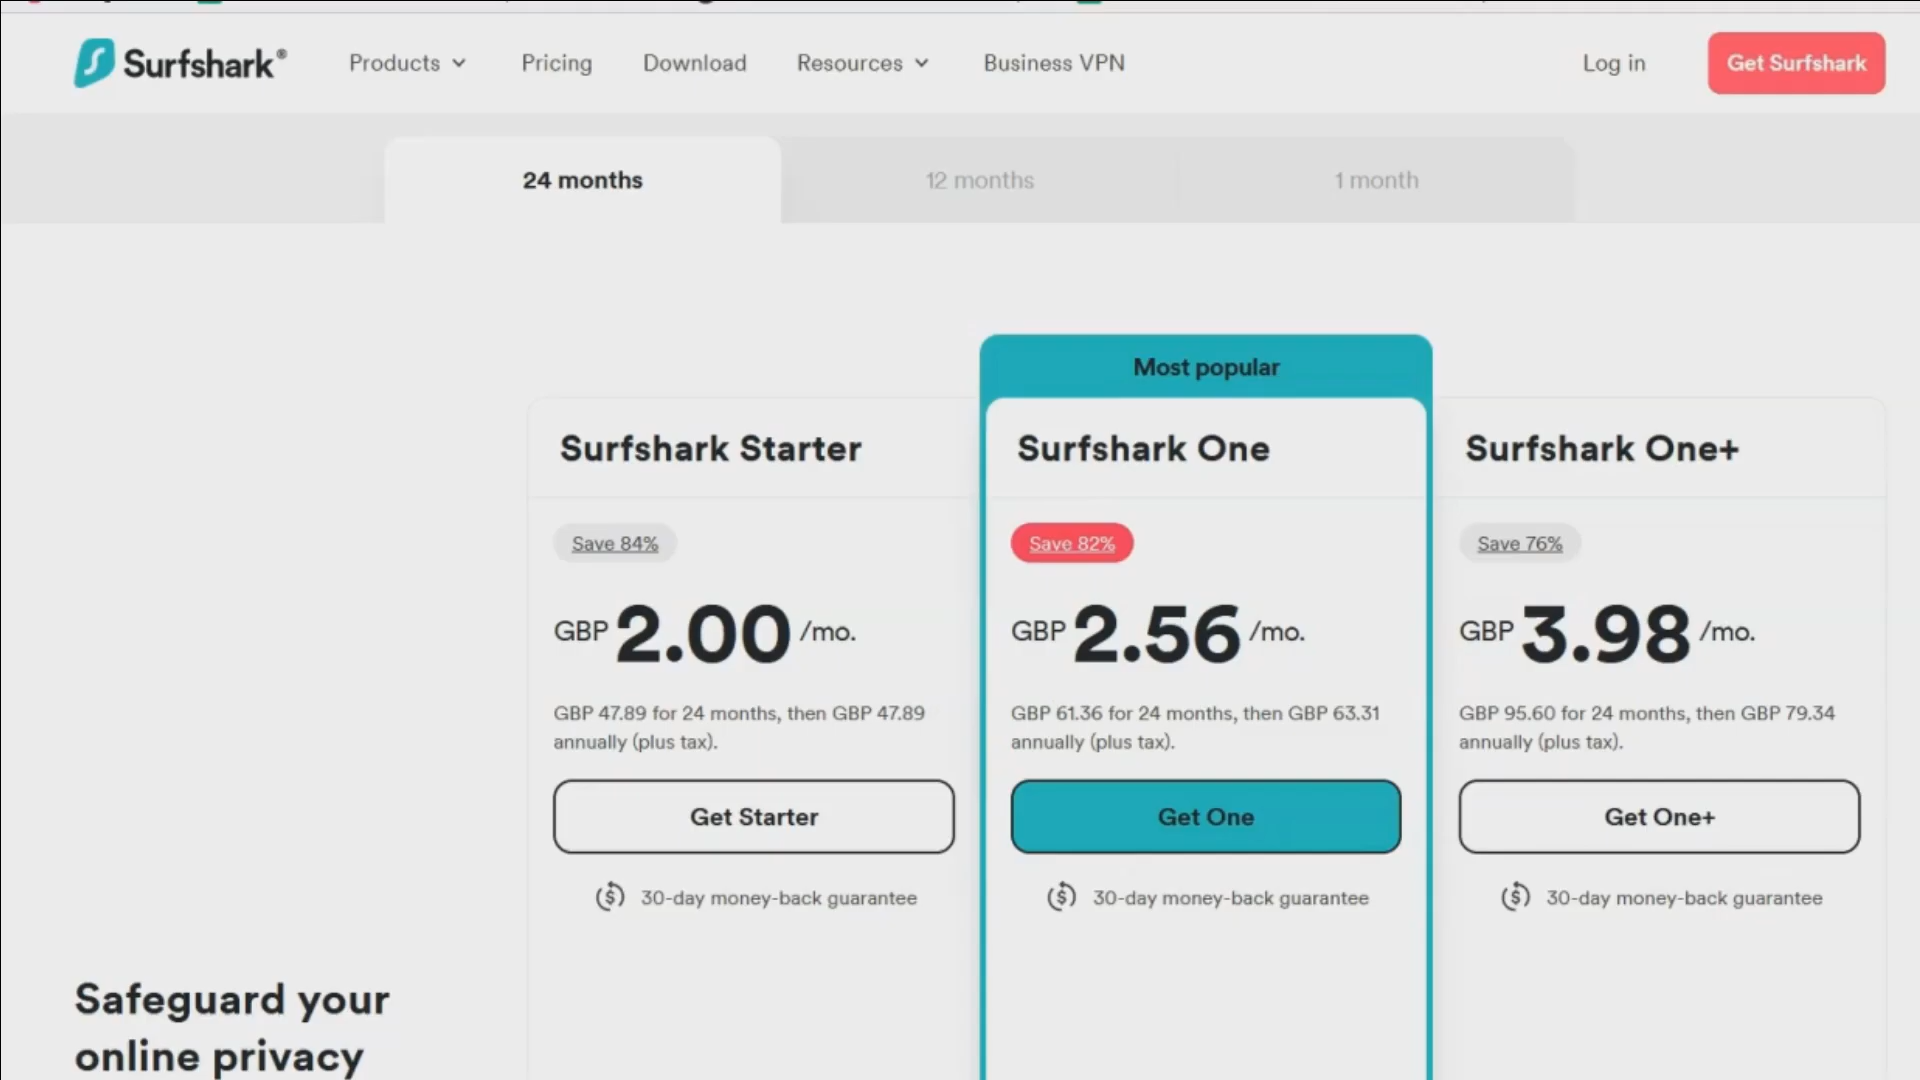 Surfshark®
Products
Pricing
Download
Resources
Business VPN
Log in
Get Surfshark
24 months
12 months
1 month
Most popular
Surfshark Starter
Save 84%
GBP 2.00 /mo.
GBP 47.89 for 24 months, then GBP 47.89
annually (plus tax).
Get Starter
30-day money-back guarantee
Surfshark One
Save 82%
GBP 2.56 /mo.
GBP 61.36 for 24 months, then GBP 63.31
annually (plus tax).
Get One
30-day money-back guarantee
Surfshark One+
Save 76%
GBP 3.98 /mo.
GBP 95.60 for 24 months, then GBP 79.34
annually (plus tax).
Get One+
30-day money-back guarantee
Safeguard your
online privacy